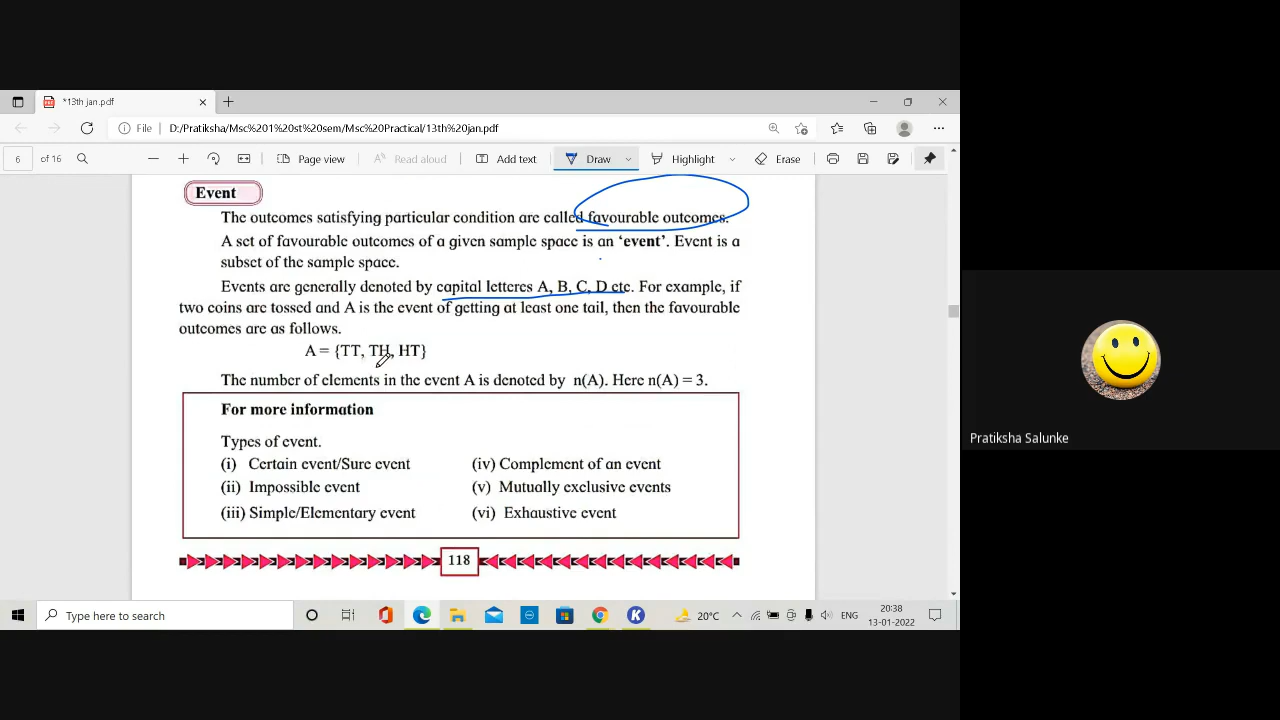 *13th jan.pdf
File
D:/Pratiksha/Msc%201%20st%20sem/Msc%20Practical/13th%20jan.pdf
6 of 16
Page view
Read aloud
Add text
Draw
Highlight
Erase
Event
The outcomes satisfying particular condition are called favourable outcomes.
A set of favourable outcomes of a given sample space is an ‘event’. Event is a
subset of the sample space.
Events are generally denoted by capital letteres A, B, C, D etc. For example, if
two coins are tossed and A is the event of getting at least one tail, then the favourable
outcomes are as follows.
A = {TT, TH, HT}
The number of elements in the event A is denoted by n(A). Here n(A) = 3.
For more information
Types of event.
(i) Certain event/Sure event
(iv) Complement of an event
(ii) Impossible event
(v) Mutually exclusive events
(iii) Simple/Elementary event
(vi) Exhaustive event
118
Pratiksha Salunke
Type here to search
K
20°C
ENG
20:38
13-01-2022